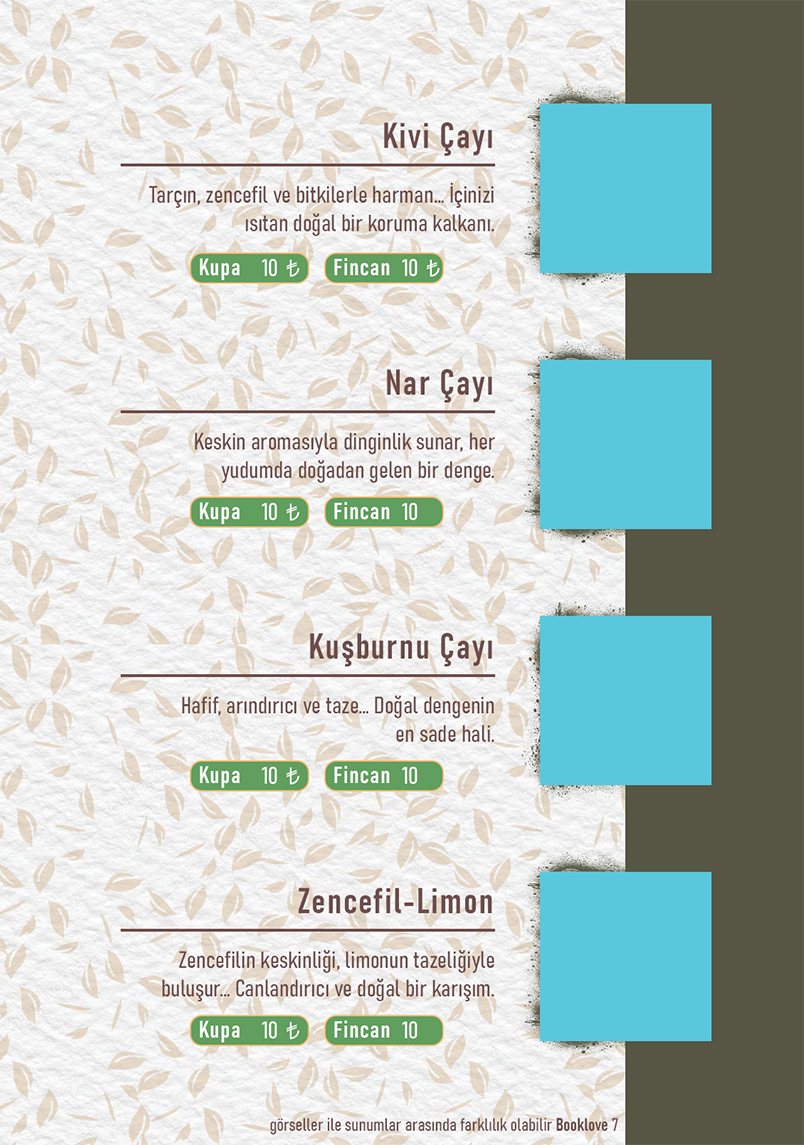 Kivi Çayı
Tarçın, zencefil ve bitkilerle harman... İçinizi
ısıtan doğal bir koruma kalkanı.
Kupa 10 ₺ Fincan 10 ₺
Nar Çayı
Keskin aromasıyla dinginlik sunar, her
yudumda doğadan gelen bir denge.
Kupa 10 ₺ Fincan 10
Kuşburnu Çayı
Hafif, arındırıcı ve taze... Doğal dengenin
en sade hali.
Kupa 10 ₺ Fincan 10
Zencefil-Limon
Zencefilin keskinliği, limonun tazeliğiyle
buluşur... Canlandırıcı ve doğal bir karışım.
Kupa 10 ₺ Fincan 10
görseller ile sunumlar arasında farklılık olabilir Booklove 7